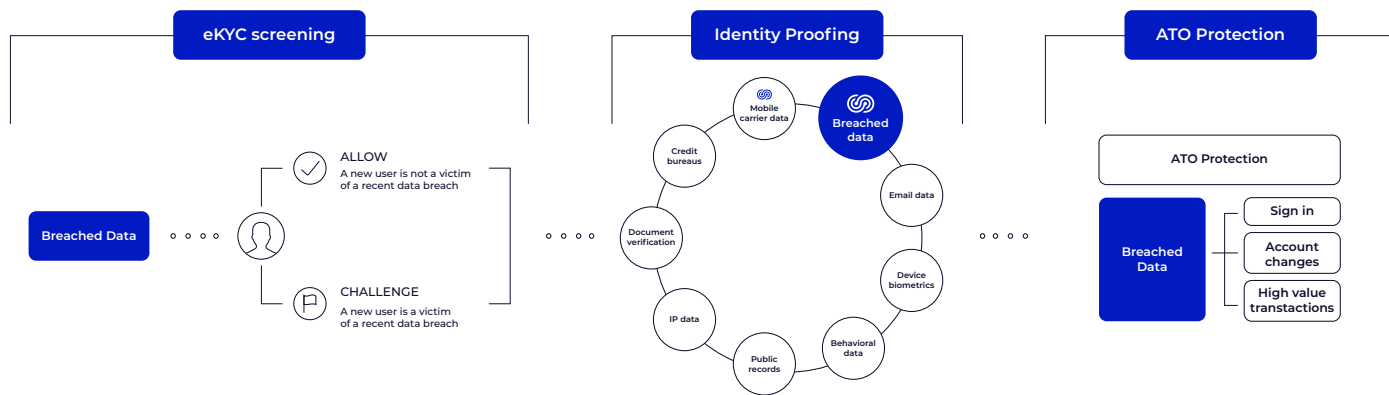 eKYC screening
Identity Proofing
ATO Protection
Breached Data
ALLOW
A new user is not a victim
of a recent data breach
CHALLENGE
A new user is a victim
of a recent data breach
Mobile
carrier data
Breached
data
Email data
Device
biometrics
Behavioral
data
Public
records
IP data
Document
verification
Credit
bureaus
ATO Protection
Breached
Data
Sign in
Account
changes
High value
transtactions